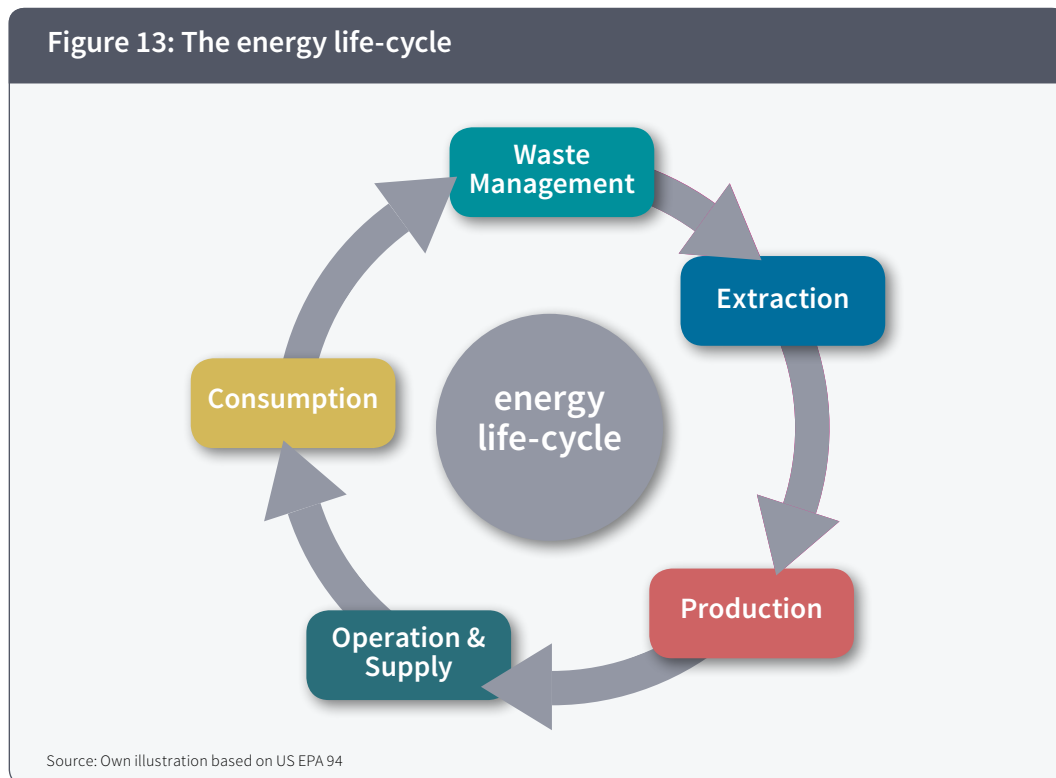 Figure 13: The energy life-cycle
Waste
Management
Extraction
Consumption
energy
life-cycle
Production
Operation &
Supply
Source: Own illustration based on US EPA 94